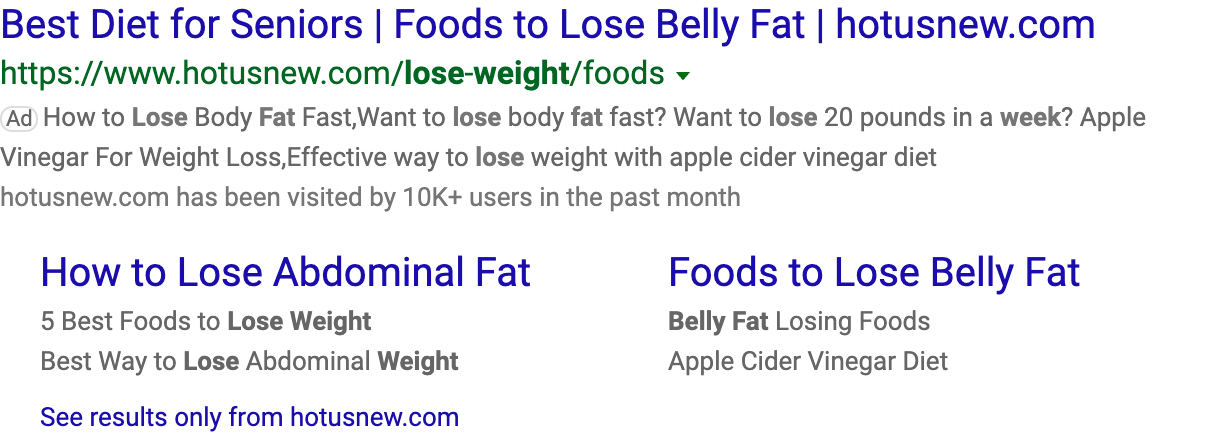 Best Diet for Seniors | Foods to Lose Belly Fat | hotusnew.com
https://www.hotusnew.com/lose-weight/foods
Ad How to Lose Body Fat Fast,Want to lose body fat fast? Want to lose 20 pounds in a week? Apple
Vinegar For Weight Loss,Effective way to lose weight with apple cider vinegar diet
hotusnew.com has been visited by 10K+ users in the past month
How to Lose Abdominal Fat
5 Best Foods to Lose Weight
Best Way to Lose Abdominal Weight
Foods to Lose Belly Fat
Belly Fat Losing Foods
Apple Cider Vinegar Diet
See results only from hotusnew.com